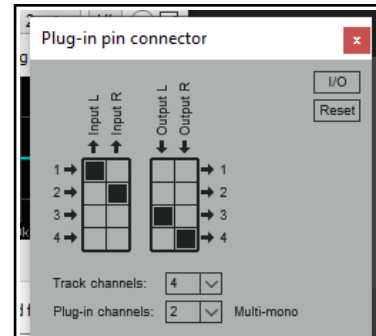 Plug-in pin connector
x
I/O
Reset
Input L
Input R
Output L
Output R
1 1
2 2
3 3
4 4
Track channels: 4
Plug-in channels: 2 Multi-mono